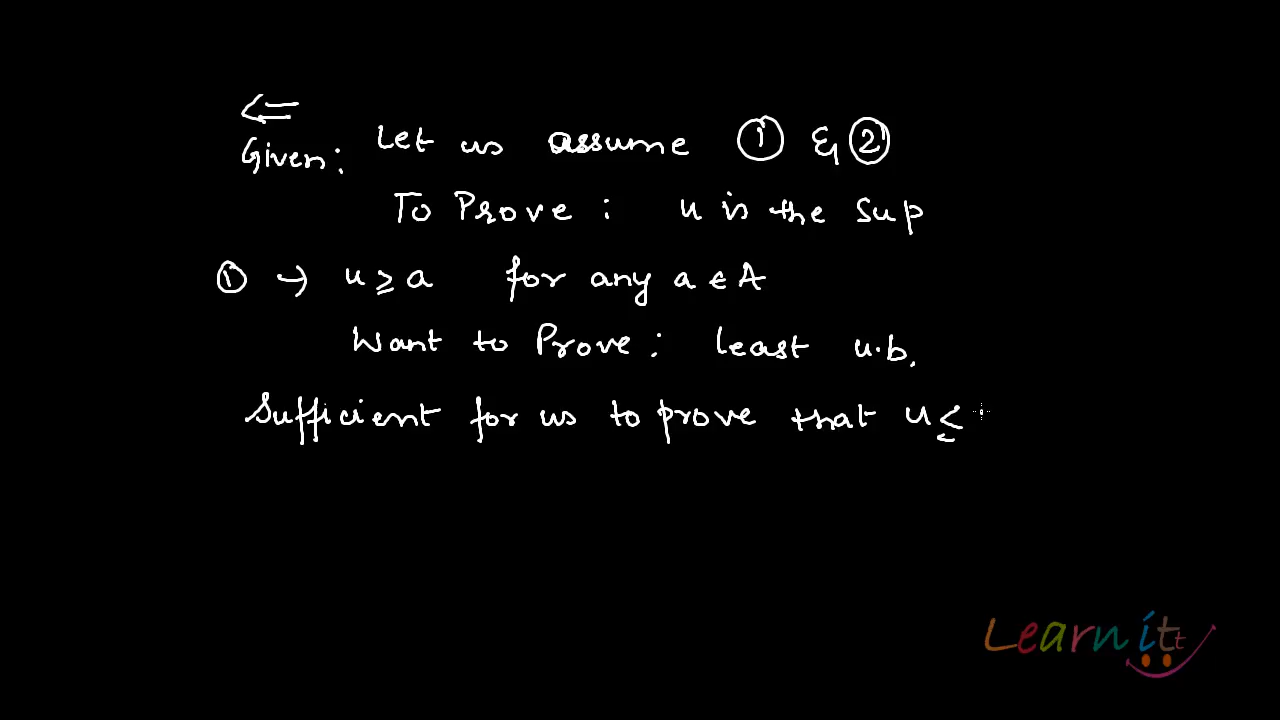 ⇐
Given: Let us assume ① & ②
To Prove : u is the Sup
① → u ≥ a for any a ∈ A
Want to Prove : least u.b.
Sufficient for us to prove that u ≤
Learnitt